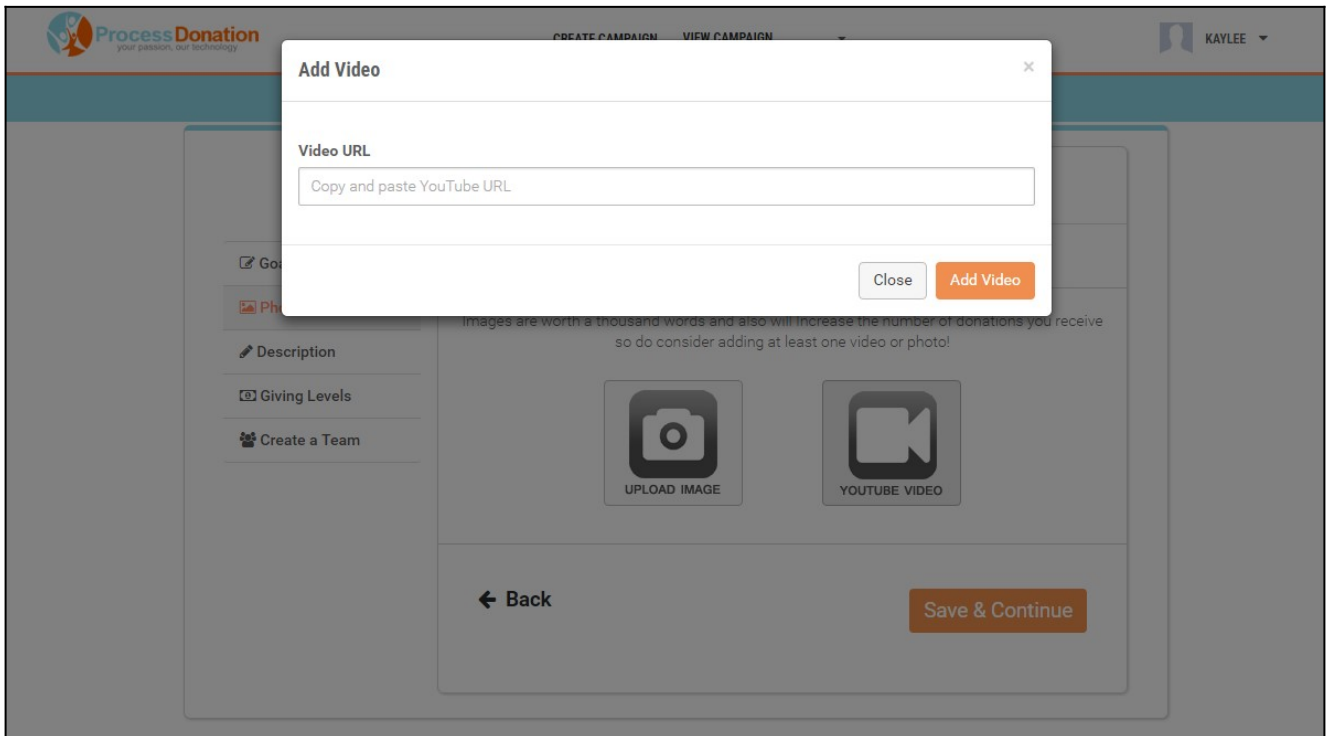 ProcessDonation
your passion, our technology
CREATE CAMPAIGN VIEW CAMPAIGN
KAYLEE
Add Video
×
Video URL
Copy and paste YouTube URL
Close
Add Video
Description
Giving Levels
Create a Team
Images are worth a thousand words and also will increase the number of donations you receive
so do consider adding at least one video or photo!
UPLOAD IMAGE
YOUTUBE VIDEO
Back
Save & Continue